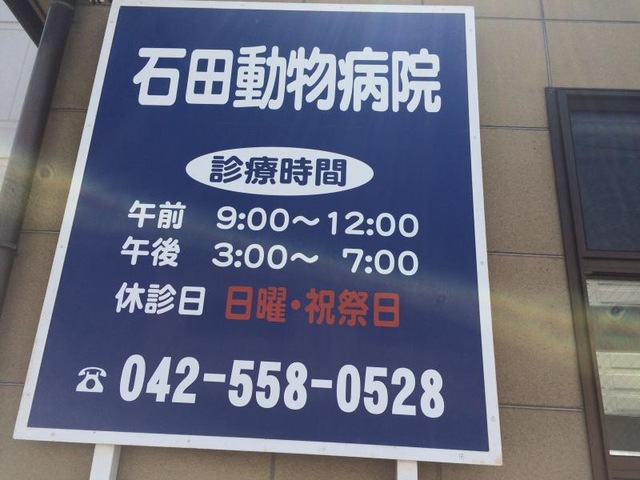 石田動物病院
診療時間
午前 9:00～12:00
午後 3:00～ 7:00
休診日 日曜・祝祭日
☎ 042-558-0528